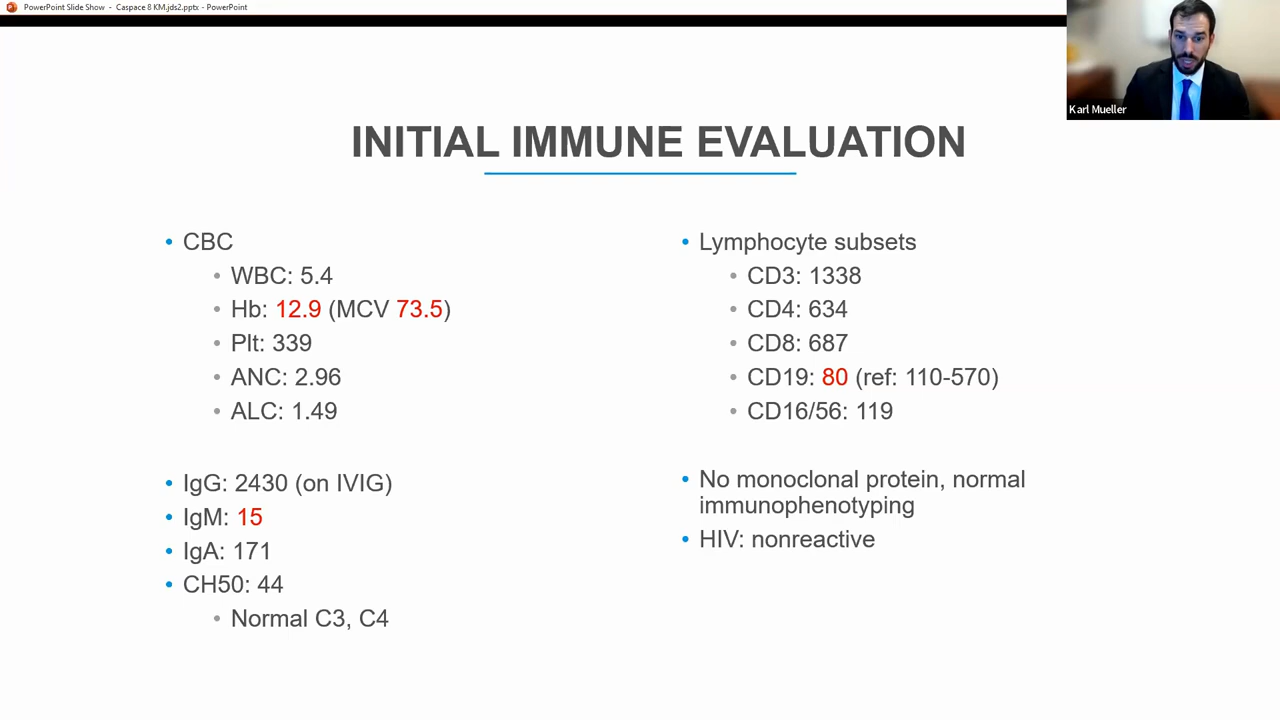 PowerPoint Slide Show - Caspace 8 KM.jds2.pptx - PowerPoint
Karl Mueller
INITIAL IMMUNE EVALUATION
• CBC
• WBC: 5.4
• Hb: 12.9 (MCV 73.5)
• Plt: 339
• ANC: 2.96
• ALC: 1.49
• IgG: 2430 (on IVIG)
• IgM: 15
• IgA: 171
• CH50: 44
• Normal C3, C4
• Lymphocyte subsets
• CD3: 1338
• CD4: 634
• CD8: 687
• CD19: 80 (ref: 110-570)
• CD16/56: 119
• No monoclonal protein, normal
immunophenotyping
• HIV: nonreactive